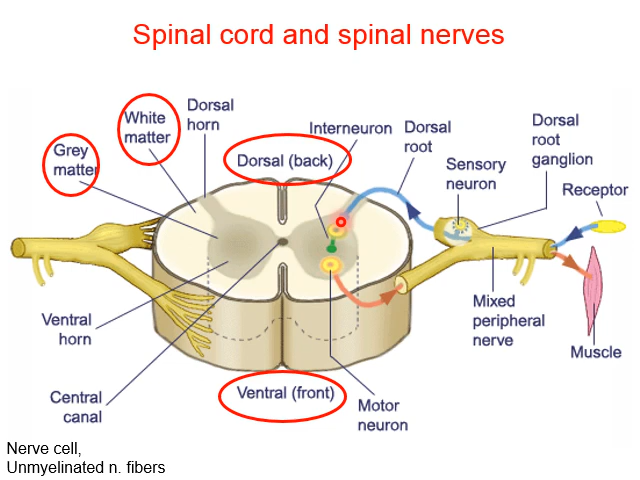 Spinal cord and spinal nerves
White
matter
Dorsal
horn
Grey
matter
Dorsal (back)
Interneuron
Dorsal
root
Sensory
neuron
Dorsal
root
ganglion
Receptor
Ventral
horn
Central
canal
Ventral (front)
Motor
neuron
Mixed
peripheral
nerve
Muscle
Nerve cell,
Unmyelinated n. fibers